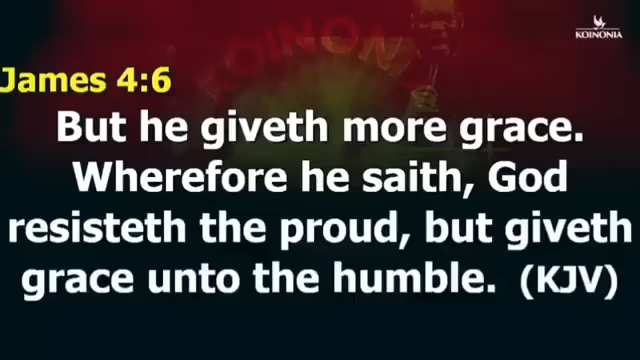 KOINONIA
KOINONIA
James 4:6
But he giveth more grace.
Wherefore he saith, God
resisteth the proud, but giveth
grace unto the humble. (KJV)